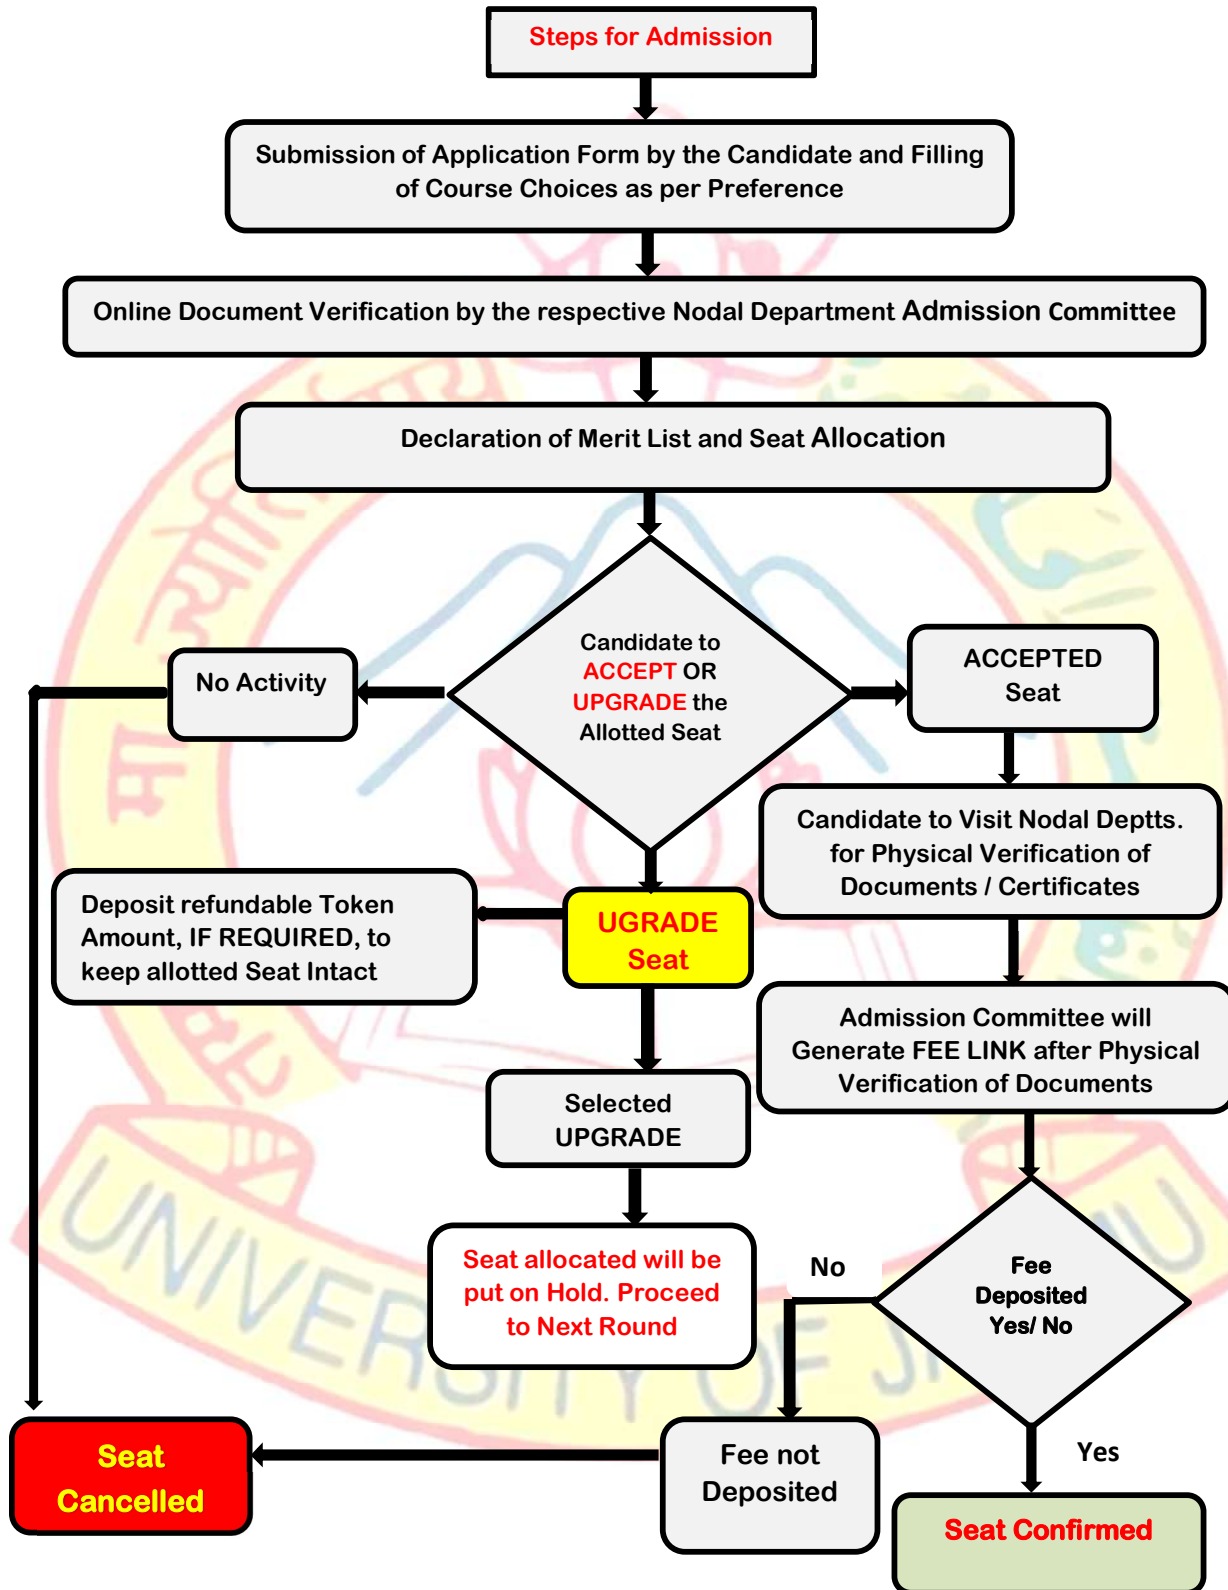 Steps for Admission
Submission of Application Form by the Candidate and Filling
of Course Choices as per Preference
Online Document Verification by the respective Nodal Department Admission Committee
Declaration of Merit List and Seat Allocation
Candidate to
ACCEPT OR
UPGRADE the
Allotted Seat
No Activity
ACCEPTED
Seat
Candidate to Visit Nodal Deptts.
for Physical Verification of
Documents / Certificates
Deposit refundable Token
Amount, IF REQUIRED, to
keep allotted Seat Intact
UGRADE
Seat
Admission Committee will
Generate FEE LINK after Physical
Verification of Documents
Selected
UPGRADE
Seat allocated will be
put on Hold. Proceed
to Next Round
No
Fee
Deposited
Yes/ No
Seat
Cancelled
Fee not
Deposited
Yes
Seat Confirmed
UNIVERSITY OF J MU